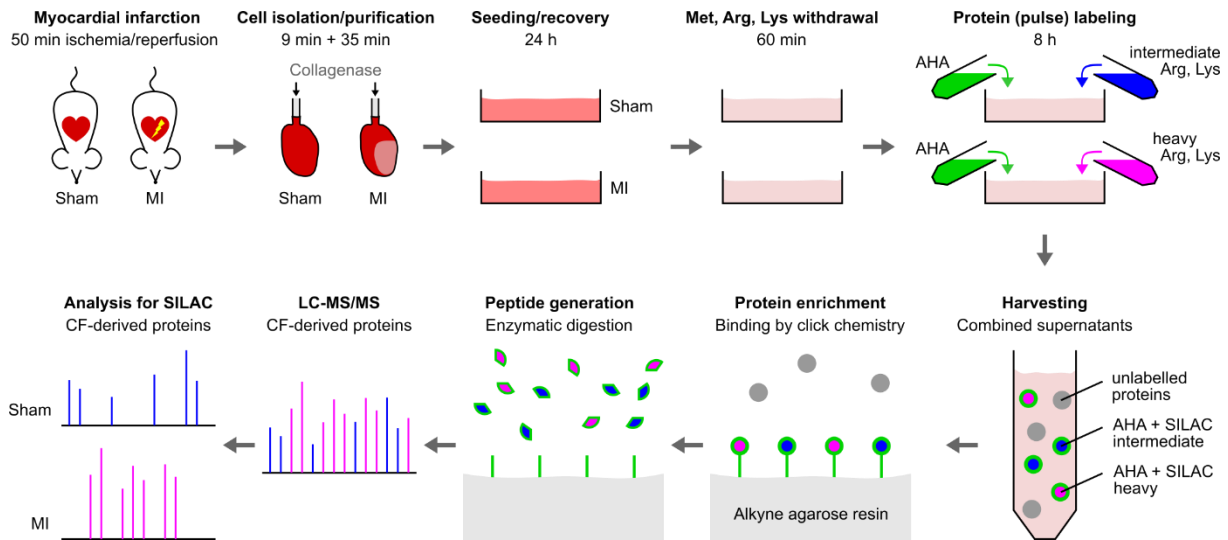 Myocardial infarction
50 min ischemia/reperfusion
Sham
MI
Cell isolation/purification
9 min + 35 min
Collagenase
Sham
MI
Seeding/recovery
24 h
Sham
MI
Met, Arg, Lys withdrawal
60 min
Protein (pulse) labeling
8 h
AHA
intermediate
Arg, Lys
AHA
heavy
Arg, Lys
Analysis for SILAC
CF-derived proteins
Sham
MI
LC-MS/MS
CF-derived proteins
Peptide generation
Enzymatic digestion
Protein enrichment
Binding by click chemistry
Alkyne agarose resin
Harvesting
Combined supernatants
unlabelled
proteins
AHA + SILAC
intermediate
AHA + SILAC
heavy